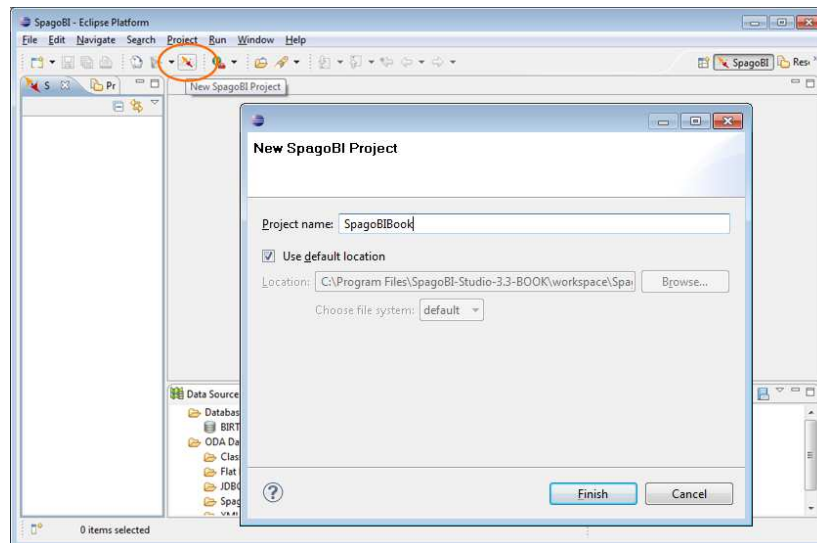 SpagoBI - Eclipse Platform
File Edit Navigate Search Project Run Window Help
SpagoBI Res
S Pr
New SpagoBI Project
New SpagoBI Project
Project name: SpagoBIBook
Use default location
Location: C:\Program Files\SpagoBI-Studio-3.3-BOOK\workspace\Spa Browse...
Choose file system: default
Data Source
Databas
BIRT
ODA Da
Clas
Flat
JDBC
Spag
XML
Finish Cancel
0 items selected